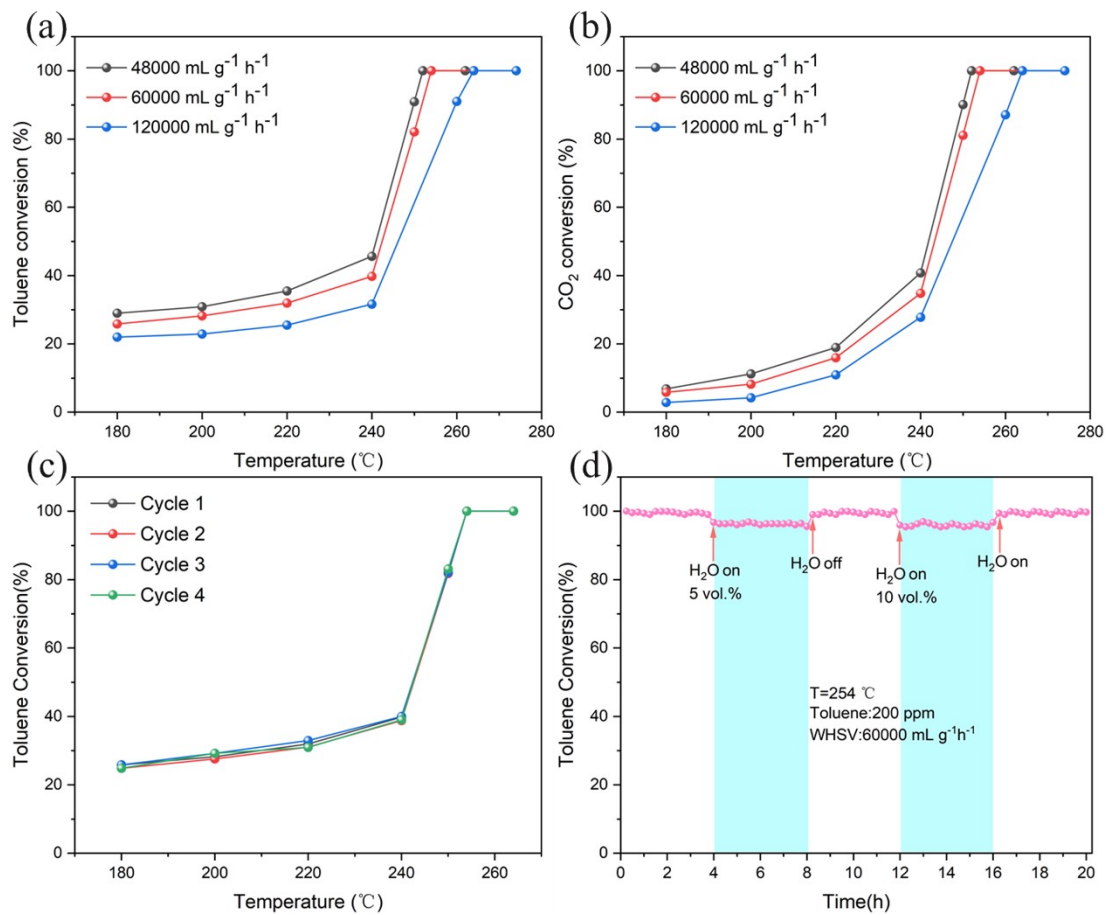 (a)
48000 mL g⁻¹ h⁻¹
60000 mL g⁻¹ h⁻¹
120000 mL g⁻¹ h⁻¹
Toluene conversion (%)
100
80
60
40
20
0
180 200 220 240 260 280
Temperature (℃)
(b)
48000 mL g⁻¹ h⁻¹
60000 mL g⁻¹ h⁻¹
120000 mL g⁻¹ h⁻¹
CO₂ conversion (%)
100
80
60
40
20
0
180 200 220 240 260 280
Temperature (℃)
(c)
Cycle 1
Cycle 2
Cycle 3
Cycle 4
Toluene Conversion(%)
100
80
60
40
20
0
180 200 220 240 260
Temperature (℃)
(d)
Toluene Conversion(%)
100
80
60
40
20
0
H₂O on
5 vol.%
H₂O off
H₂O on
10 vol.%
H₂O on
T=254 ℃
Toluene:200 ppm
WHSV:60000 mL g⁻¹h⁻¹
0 2 4 6 8 10 12 14 16 18 20
Time(h)